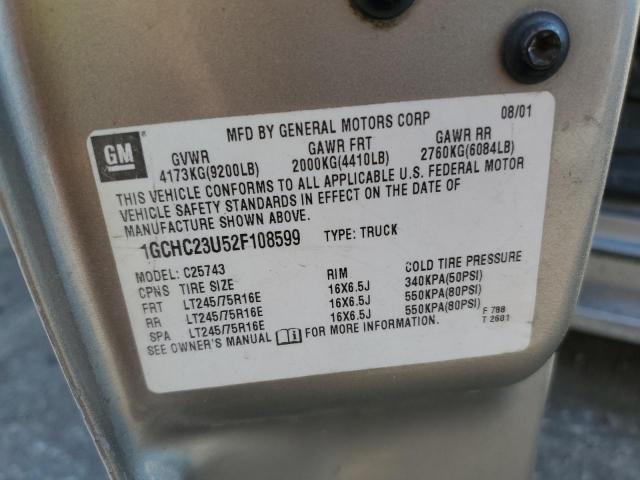 MFD BY GENERAL MOTORS CORP 08/01
GM GVWR GAWR FRT GAWR RR
4173KG(9200LB) 2000KG(4410LB) 2760KG(6084LB)
THIS VEHICLE CONFORMS TO ALL APPLICABLE U.S. FEDERAL MOTOR
VEHICLE SAFETY STANDARDS IN EFFECT ON THE DATE OF
MANUFACTURE SHOWN ABOVE.
1GCHC23U52F108599 TYPE: TRUCK
MODEL: C25743
CPNS TIRE SIZE RIM COLD TIRE PRESSURE
FRT LT245/75R16E 16X6.5J 340KPA(50PSI)
RR LT245/75R16E 16X6.5J 550KPA(80PSI)
SPA LT245/75R16E 16X6.5J 550KPA(80PSI)
SEE OWNER'S MANUAL FOR MORE INFORMATION.
F 788
T 2601